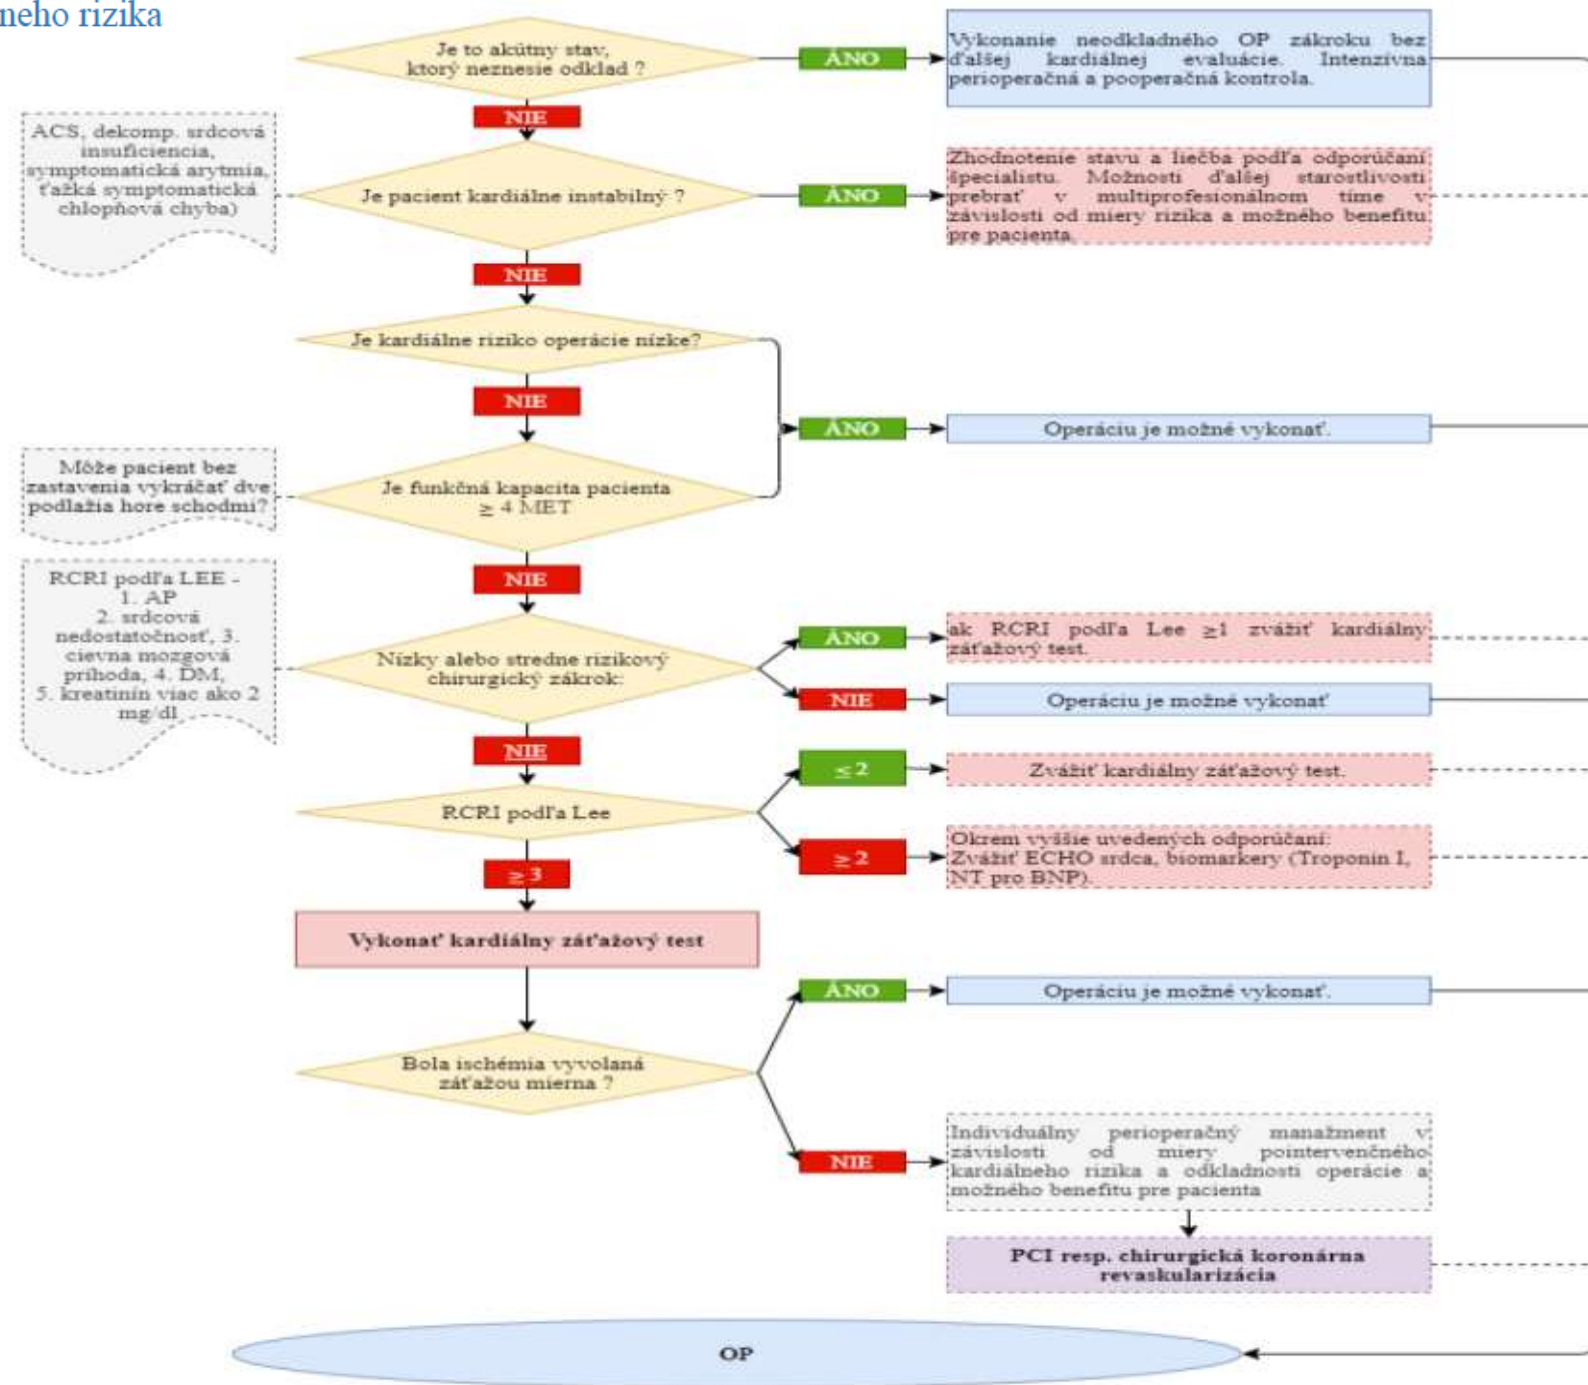 neho rizika
Je to akútny stav,
ktorý neznesie odklad ?
ÁNO
Vykonanie neodkladného OP zákroku bez
ďalšej kardiálnej evaluácie. Intenzívna
perioperačná a pooperačná kontrola.
NIE
ACS, dekomp. srdcová
insuficiencia,
symptomatická arytmia,
ťažká symptomatická
chlopňová chyba)
Je pacient kardiálne instabilný ?
ÁNO
Zhodnotenie stavu a liečba podľa odporúčaní
špecialistu. Možnosti ďalšej starostlivosti
prebrať v multiprofesionálnom tíme v
závislosti od miery rizika a možného benefitu
pre pacienta.
NIE
Je kardiálne riziko operácie nízke?
NIE
ÁNO
Operáciu je možné vykonať.
Môže pacient bez
zastavenia vykráčať dve
podlažia hore schodmi?
Je funkčná kapacita pacienta
≥ 4 MET
NIE
RCRI podľa LEE -
1. AP
2. srdcová
nedostatočnosť, 3.
cievna mozgová
príhoda, 4. DM,
5. kreatinín viac ako 2
mg/dl
Nízky alebo stredne rizikový
chirurgický zákrok:
ÁNO
ak RCRI podľa Lee ≥1 zvážiť kardiálny
záťažový test.
NIE
Operáciu je možné vykonať
NIE
RCRI podľa Lee
≤ 2
Zvážiť kardiálny záťažový test.
≥ 2
Okrem vyššie uvedených odporúčaní:
Zvážiť ECHO srdca, biomarkery (Troponin I,
NT pro BNP).
≥ 3
Vykonať kardiálny záťažový test
ÁNO
Operáciu je možné vykonať.
Bola ischémia vyvolaná
záťažou mierna ?
NIE
Individuálny perioperačný manažment v
závislosti od miery pointervenčného
kardiálneho rizika a odkladnosti operácie a
možného benefitu pre pacienta
PCI resp. chirurgická koronárna
revaskularizácia
OP